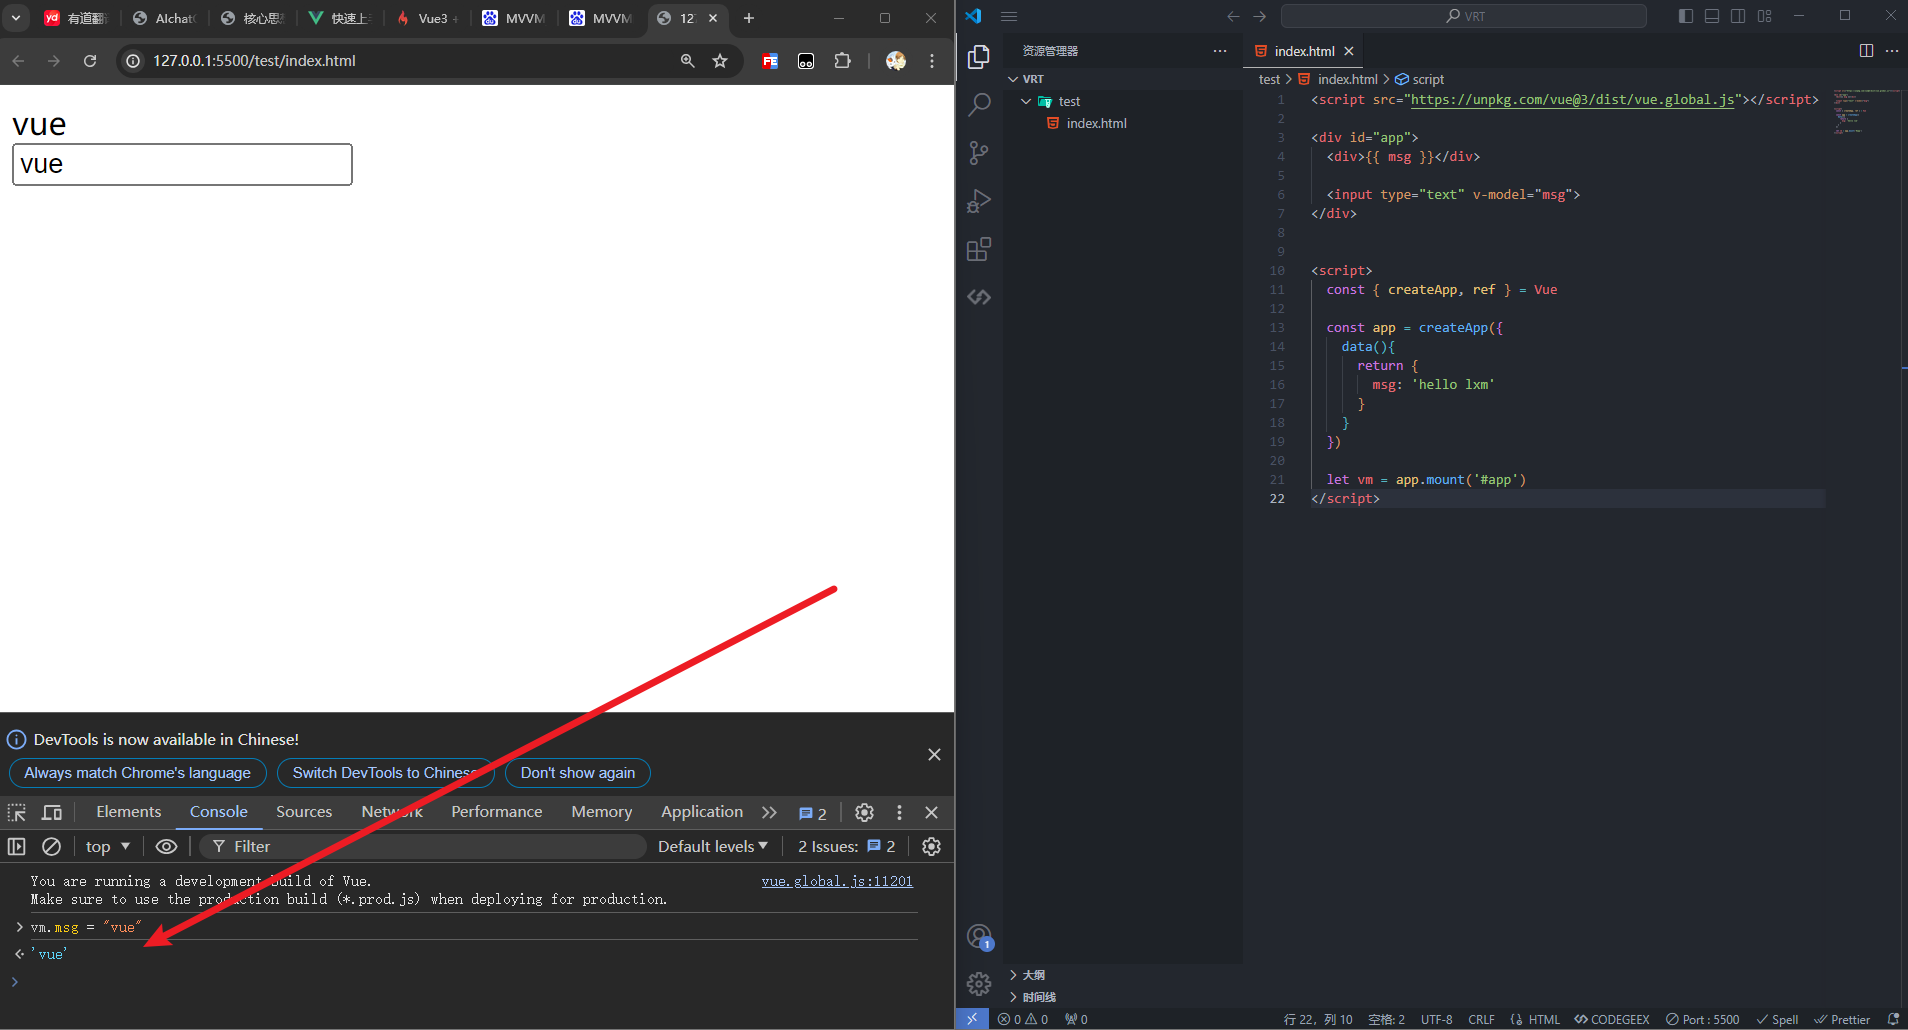 有道翻
AIchat
核心思
快速上
Vue3
MVVM
MVVM
12
127.0.0.1:5500/test/index.html
vue
vue
DevTools is now available in Chinese!
Always match Chrome's language
Switch DevTools to Chinese
Don't show again
Elements
Console
Sources
Network
Performance
Memory
Application
2
top
Filter
Default levels
2 Issues:
2
You are running a development build of Vue.
Make sure to use the production build (*.prod.js) when deploying for production.
vue.global.js:11201
vm.msg = "vue"
'vue'
VRT
资源管理器
VRT
test
index.html
大纲
时间线
1
index.html
test > index.html > script
1 <script src="https://unpkg.com/vue@3/dist/vue.global.js"></script>
2
3 <div id="app">
4 <div>{{ msg }}</div>
5
6 <input type="text" v-model="msg">
7 </div>
8
9
10 <script>
11 const { createApp, ref } = Vue
12
13 const app = createApp({
14 data(){
15 return {
16 msg: 'hello lxm'
17 }
18 }
19 })
20
21 let vm = app.mount('#app')
22 </script>
0 0
0
行 22，列 10
空格: 2
UTF-8
CRLF
HTML
CODEGEEX
Port : 5500
Spell
Prettier